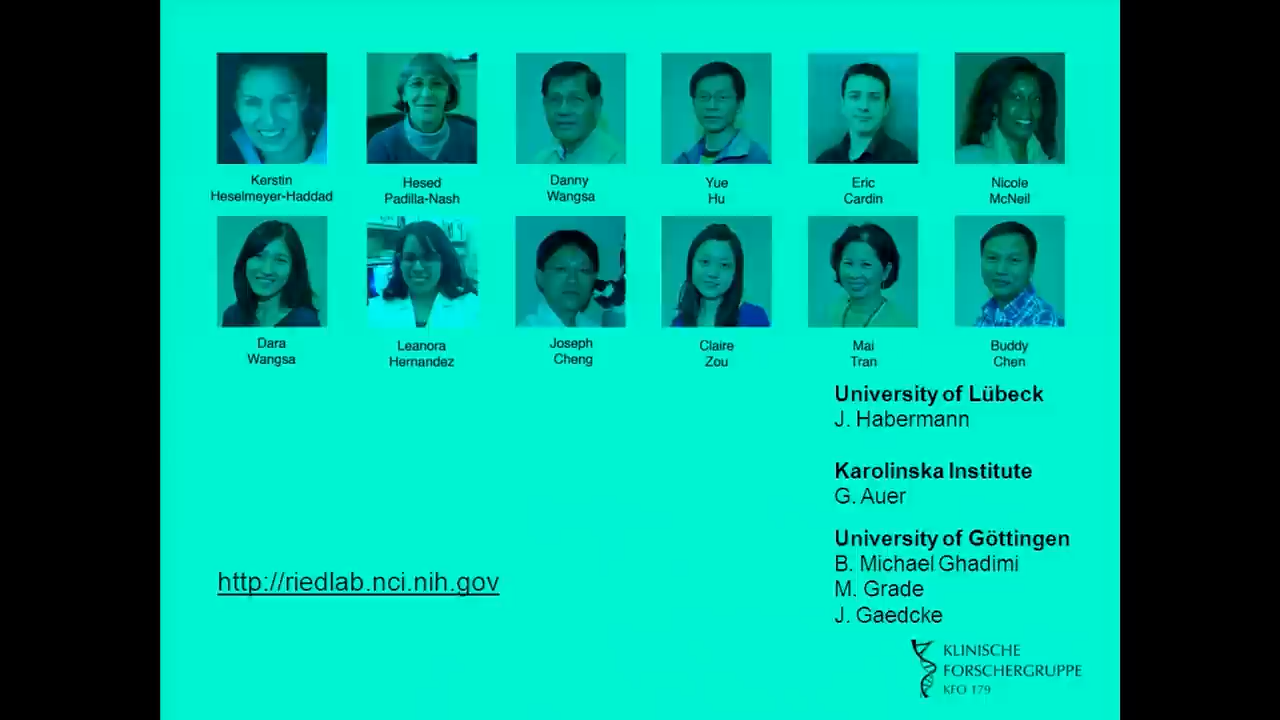 Kerstin
Heselmeyer-Haddad
Hesed
Padilla-Nash
Danny
Wangsa
Yue
Hu
Eric
Cardin
Nicole
McNeil
Dara
Wangsa
Leanora
Hernandez
Joseph
Cheng
Claire
Zou
Mai
Tran
Buddy
Chen
University of Lübeck
J. Habermann
Karolinska Institute
G. Auer
University of Göttingen
B. Michael Ghadimi
M. Grade
J. Gaedcke
http://riedlab.nci.nih.gov
KLINISCHE
FORSCHERGRUPPE
KFO 179